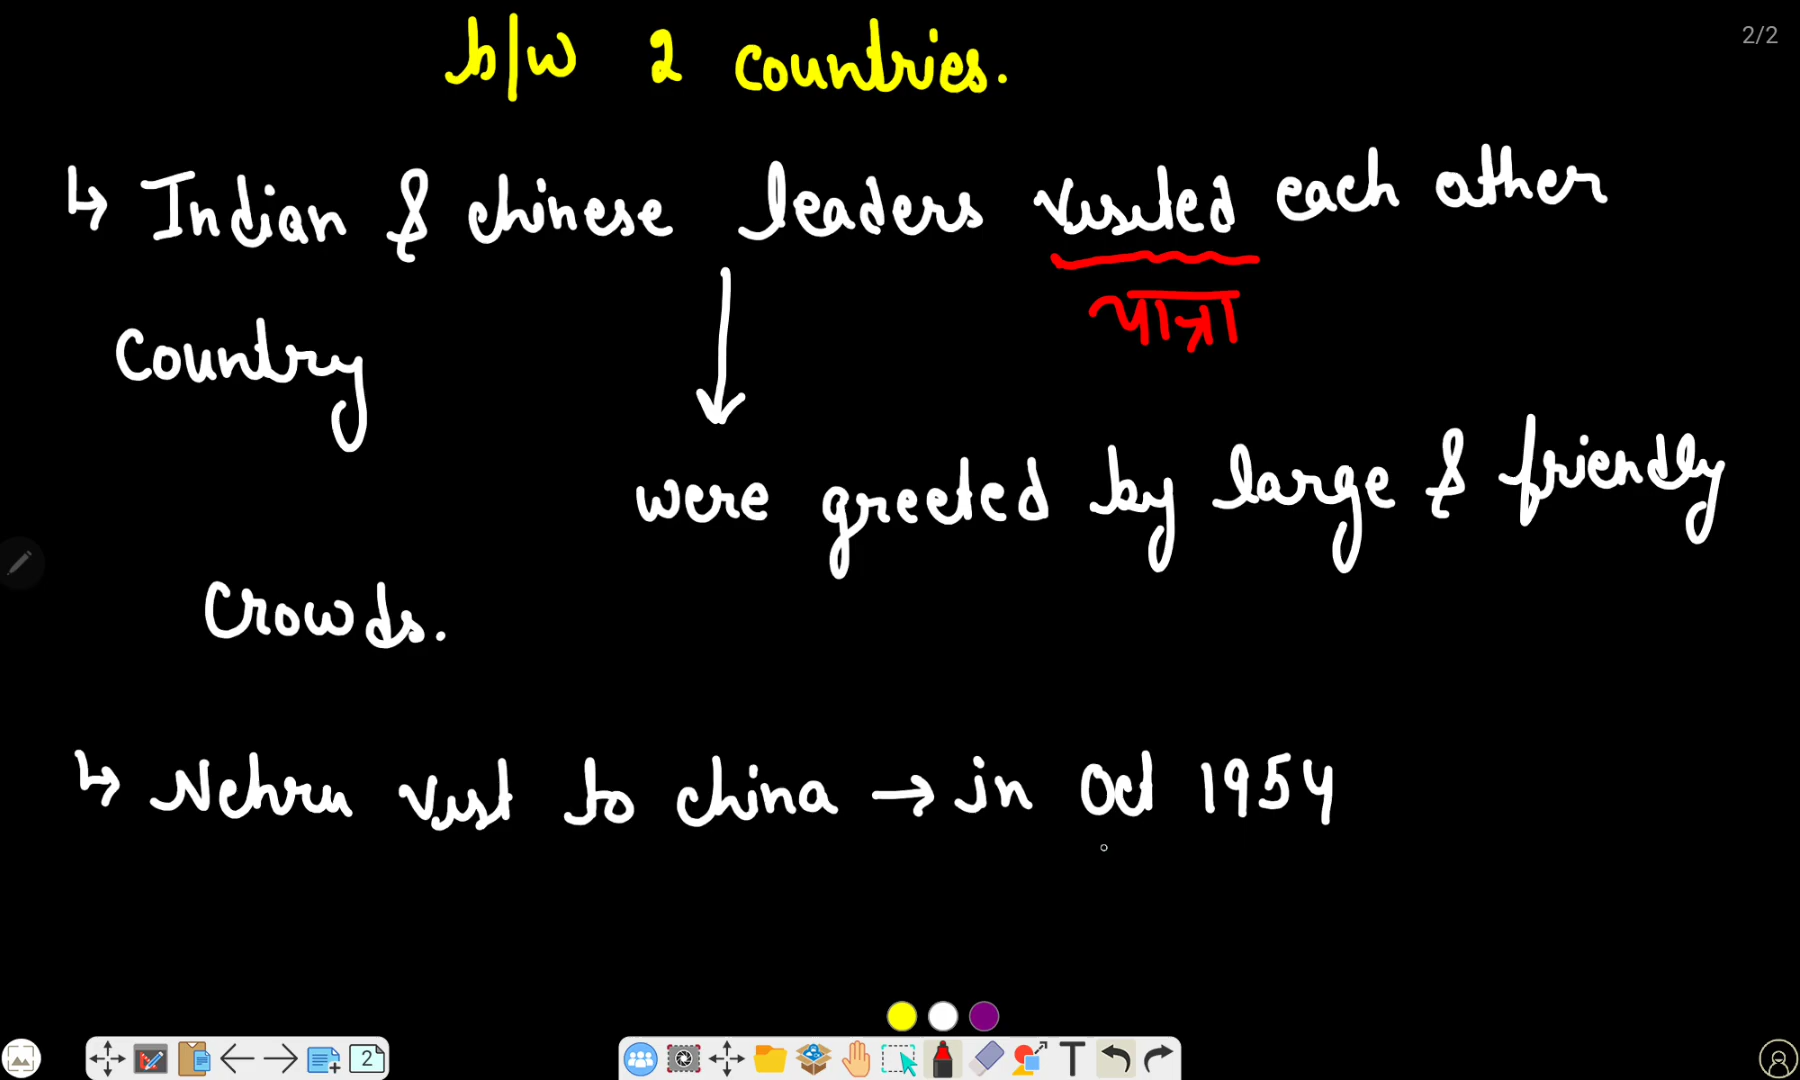 2/2
b/w 2 countries.
↳ Indian & chinese leaders visited each other
यात्रा
Country
were greeted by large & friendly
Crowds.
↳ Nehru visit to china → in Oct 1954
2
T